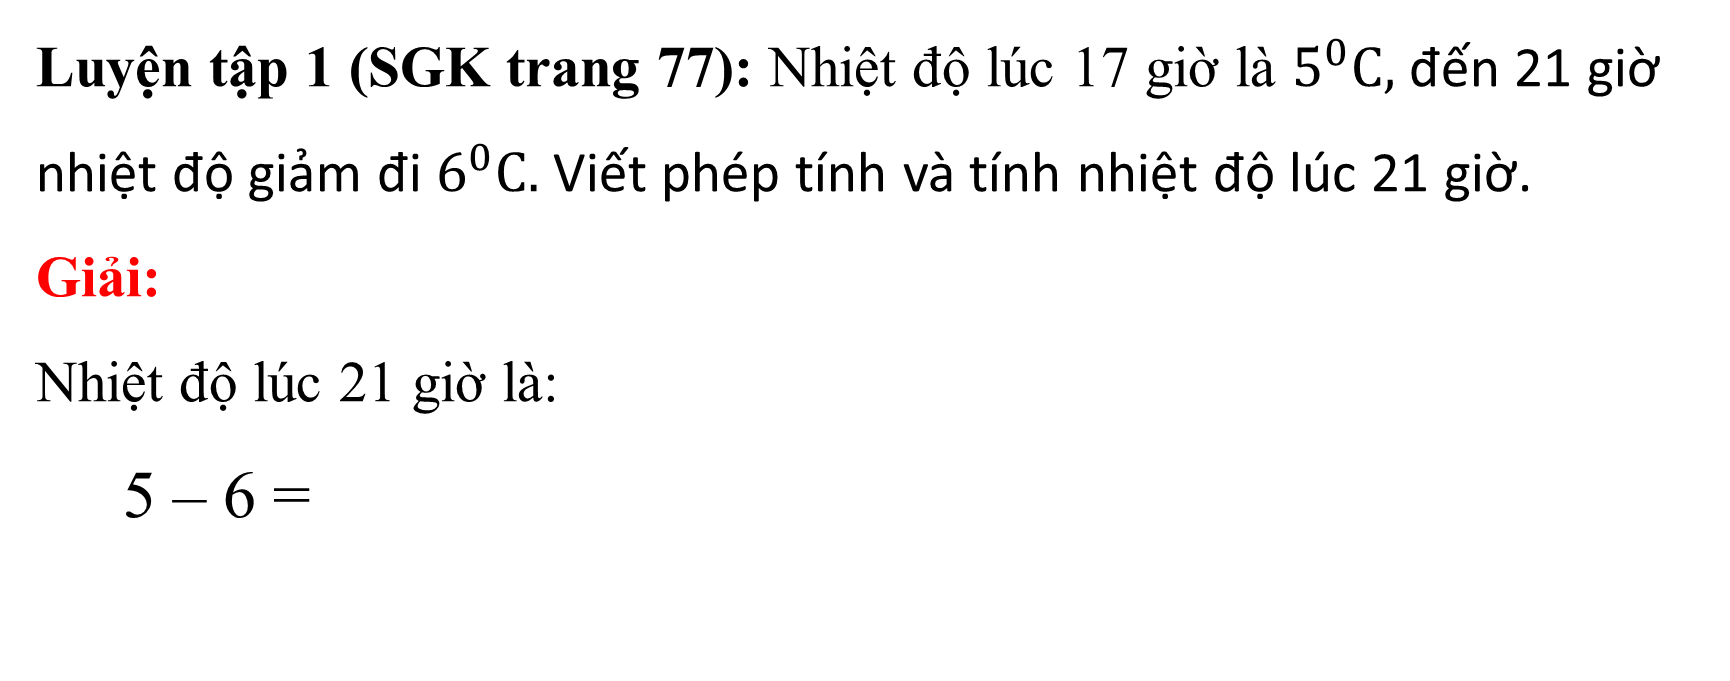 Luyện tập 1 (SGK trang 77): Nhiệt độ lúc 17 giờ là 5⁰C, đến 21 giờ
nhiệt độ giảm đi 6⁰C. Viết phép tính và tính nhiệt độ lúc 21 giờ.
Giải:
Nhiệt độ lúc 21 giờ là:
5 – 6 =